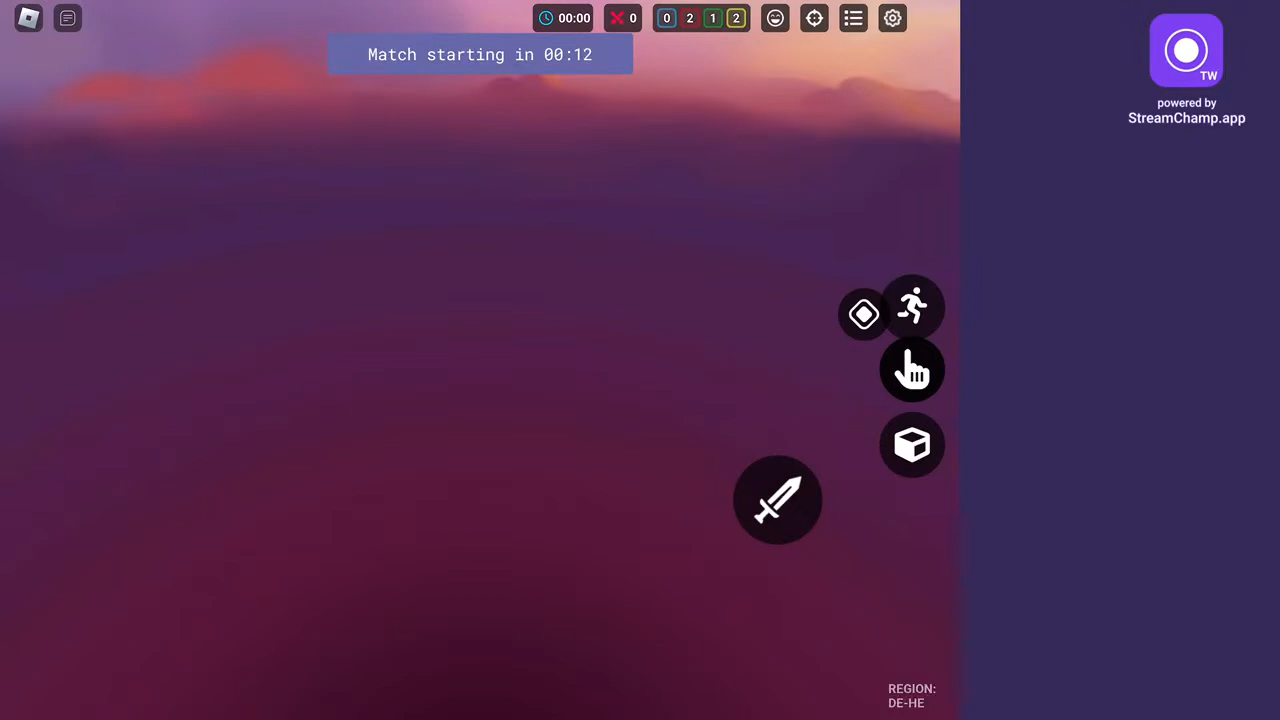 00:00
0
0 2 1 2
Match starting in 00:12
TW
powered by
StreamChamp.app
REGION:
DE-HE